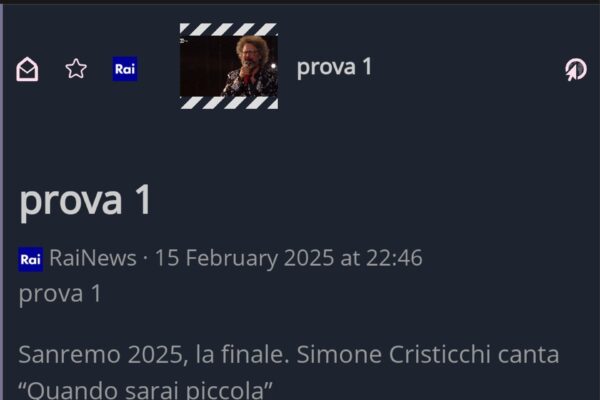 Rai
prova 1
prova 1
Rai RaiNews · 15 February 2025 at 22:46
prova 1
Sanremo 2025, la finale. Simone Cristicchi canta
“Quando sarai piccola”